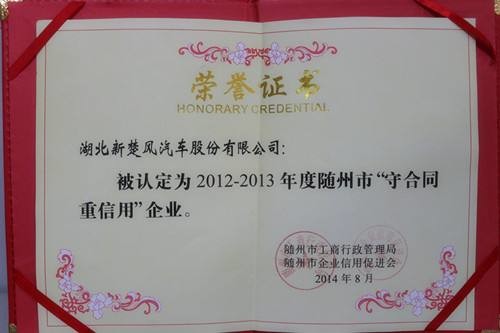 荣誉证书
HONORARY CREDENTIAL
湖北新楚风汽车股份有限公司：
被认定为2012-2013年度随州市“守合同
重信用”企业。
随州市工商行政管理局
随州市企业信用促进会
2014年8月